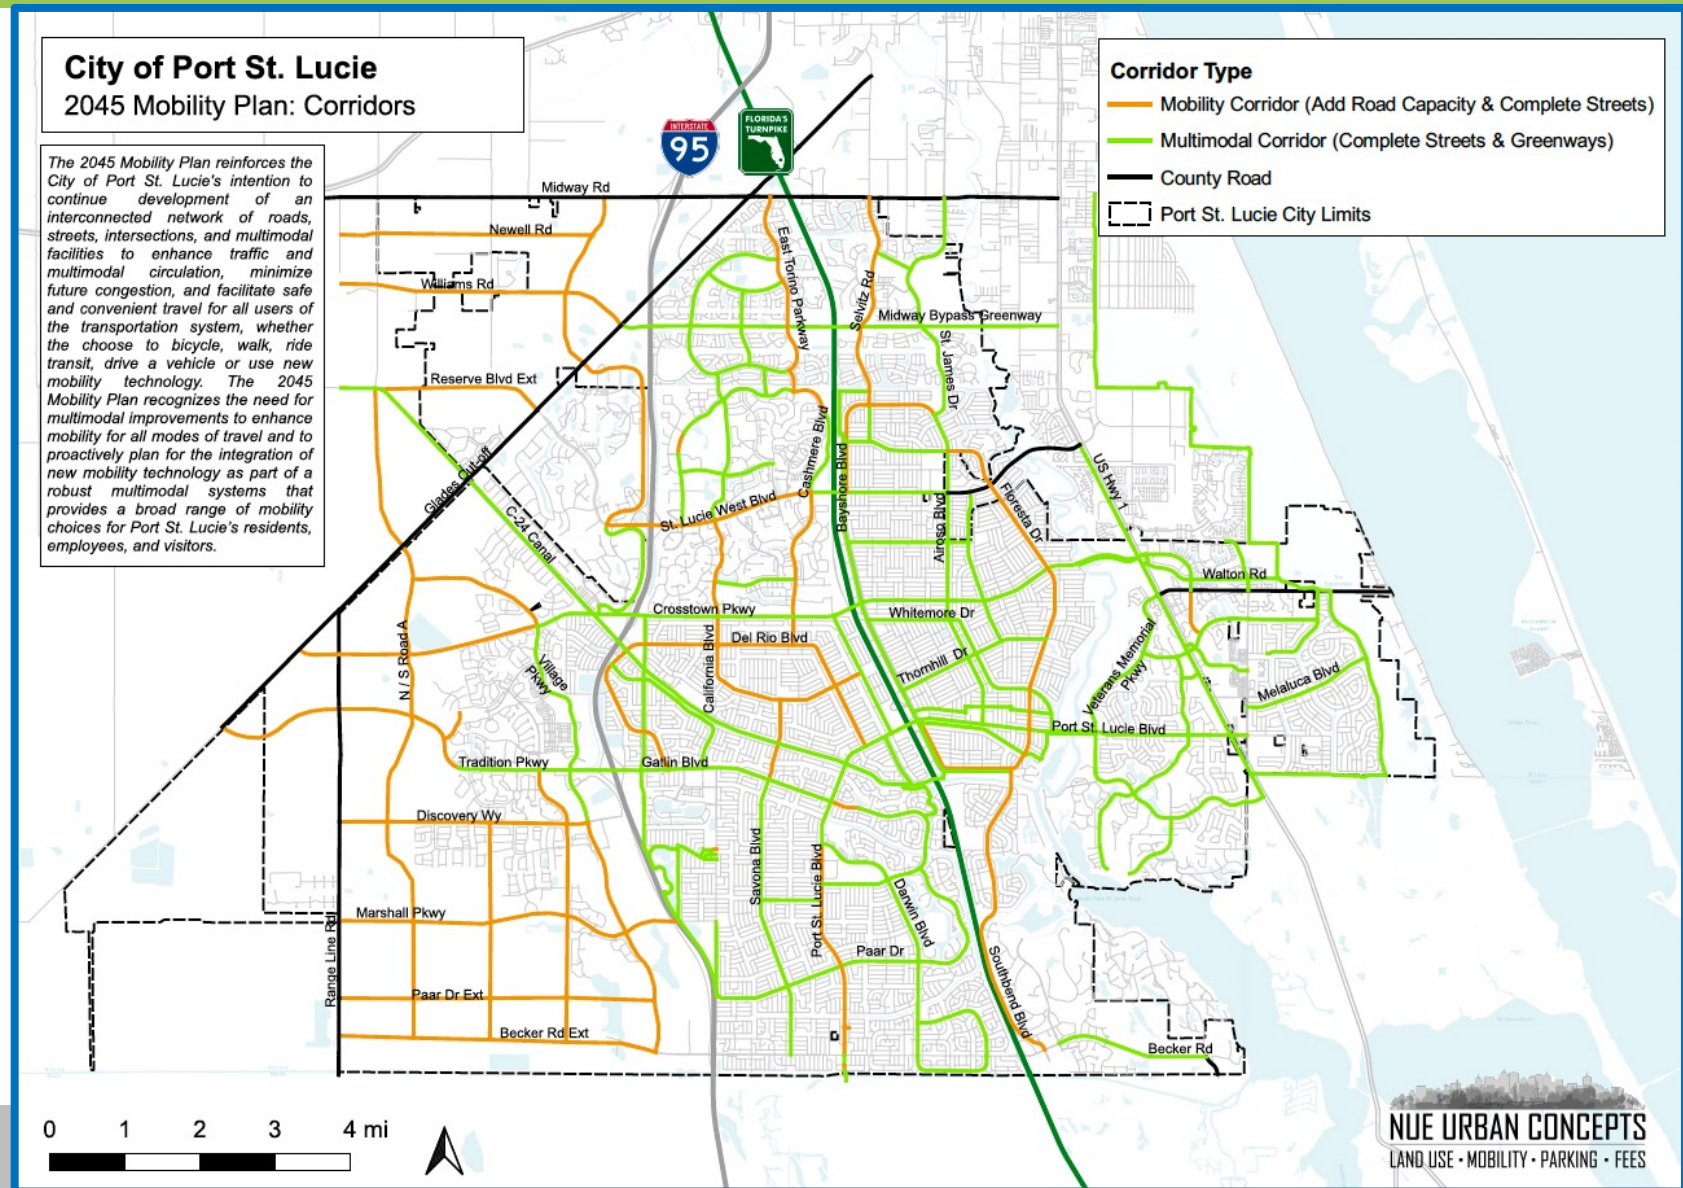 City of Port St. Lucie
2045 Mobility Plan: Corridors
The 2045 Mobility Plan reinforces the
City of Port St. Lucie's intention to
continue development of an
interconnected network of roads,
streets, intersections, and multimodal
facilities to enhance traffic and
multimodal circulation, minimize
future congestion, and facilitate safe
and convenient travel for all users of
the transportation system, whether
the choose to bicycle, walk, ride
transit, drive a vehicle or use new
mobility technology. The 2045
Mobility Plan recognizes the need for
multimodal improvements to enhance
mobility for all modes of travel and to
proactively plan for the integration of
new mobility technology as part of a
robust multimodal systems that
provides a broad range of mobility
choices for Port St. Lucie's residents,
employees, and visitors.
Corridor Type
Mobility Corridor (Add Road Capacity & Complete Streets)
Multimodal Corridor (Complete Streets & Greenways)
County Road
Port St. Lucie City Limits
INTERSTATE
95
FLORIDA'S
TURNPIKE
Midway Rd
Newell Rd
Williams Rd
East Torino Parkway
Selvitz Rd
Midway Bypass Greenway
St. James Dr
Reserve Blvd Ext
Cashmere Blvd
Bayshore Blvd
Glades Cut-off
C-24 Canal
St. Lucie West Blvd
Airoso Blvd
Floresta Dr
US Hwy 1
Walton Rd
Crosstown Pkwy
Whitemore Dr
Del Rio Blvd
N / S Road A
Village
Pkwy
California Blvd
Thornhill Dr
Veterans Memorial
Pkwy
Melaluca Blvd
Port St. Lucie Blvd
Tradition Pkwy
Gatlin Blvd
Discovery Wy
Savona Blvd
Port St. Lucie Blvd
Darwin Blvd
Marshall Pkwy
Range Line Rd
Paar Dr
Southbend Blvd
Paar Dr Ext
Becker Rd Ext
Becker Rd
0 1 2 3 4 mi
NUE URBAN CONCEPTS
LAND USE • MOBILITY • PARKING • FEES